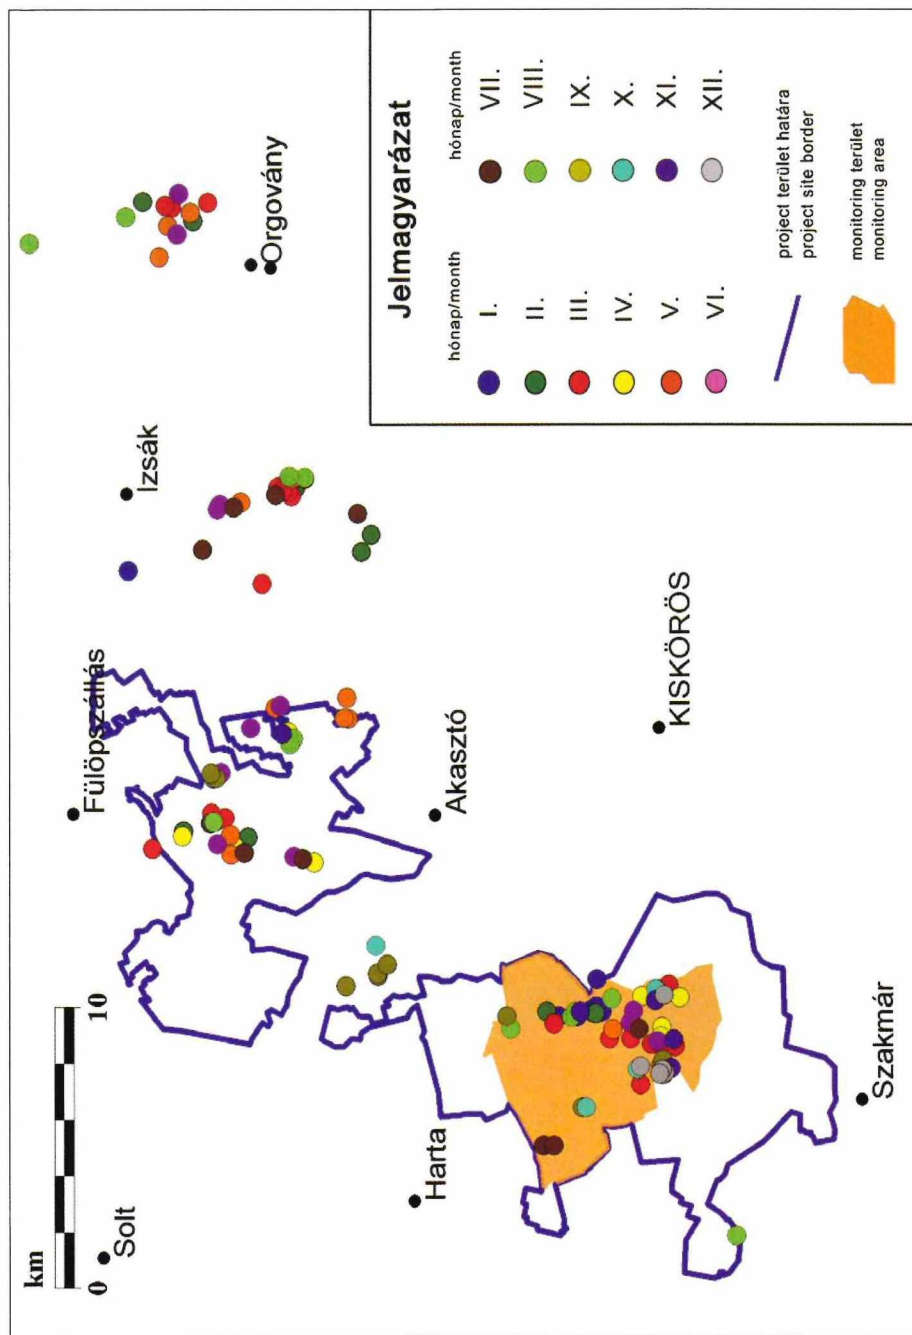 km
0 10
Solt
Fülöpszállás
Izsák
Orgovány
Harta
Akasztó
KISKÖRÖS
Szakmár
Jelmagyarázat
hónap/month hónap/month
I. VII.
II. VIII.
III. IX.
IV. X.
V. XI.
VI. XII.
project terület határa
project site border
monitoring terület
monitoring area